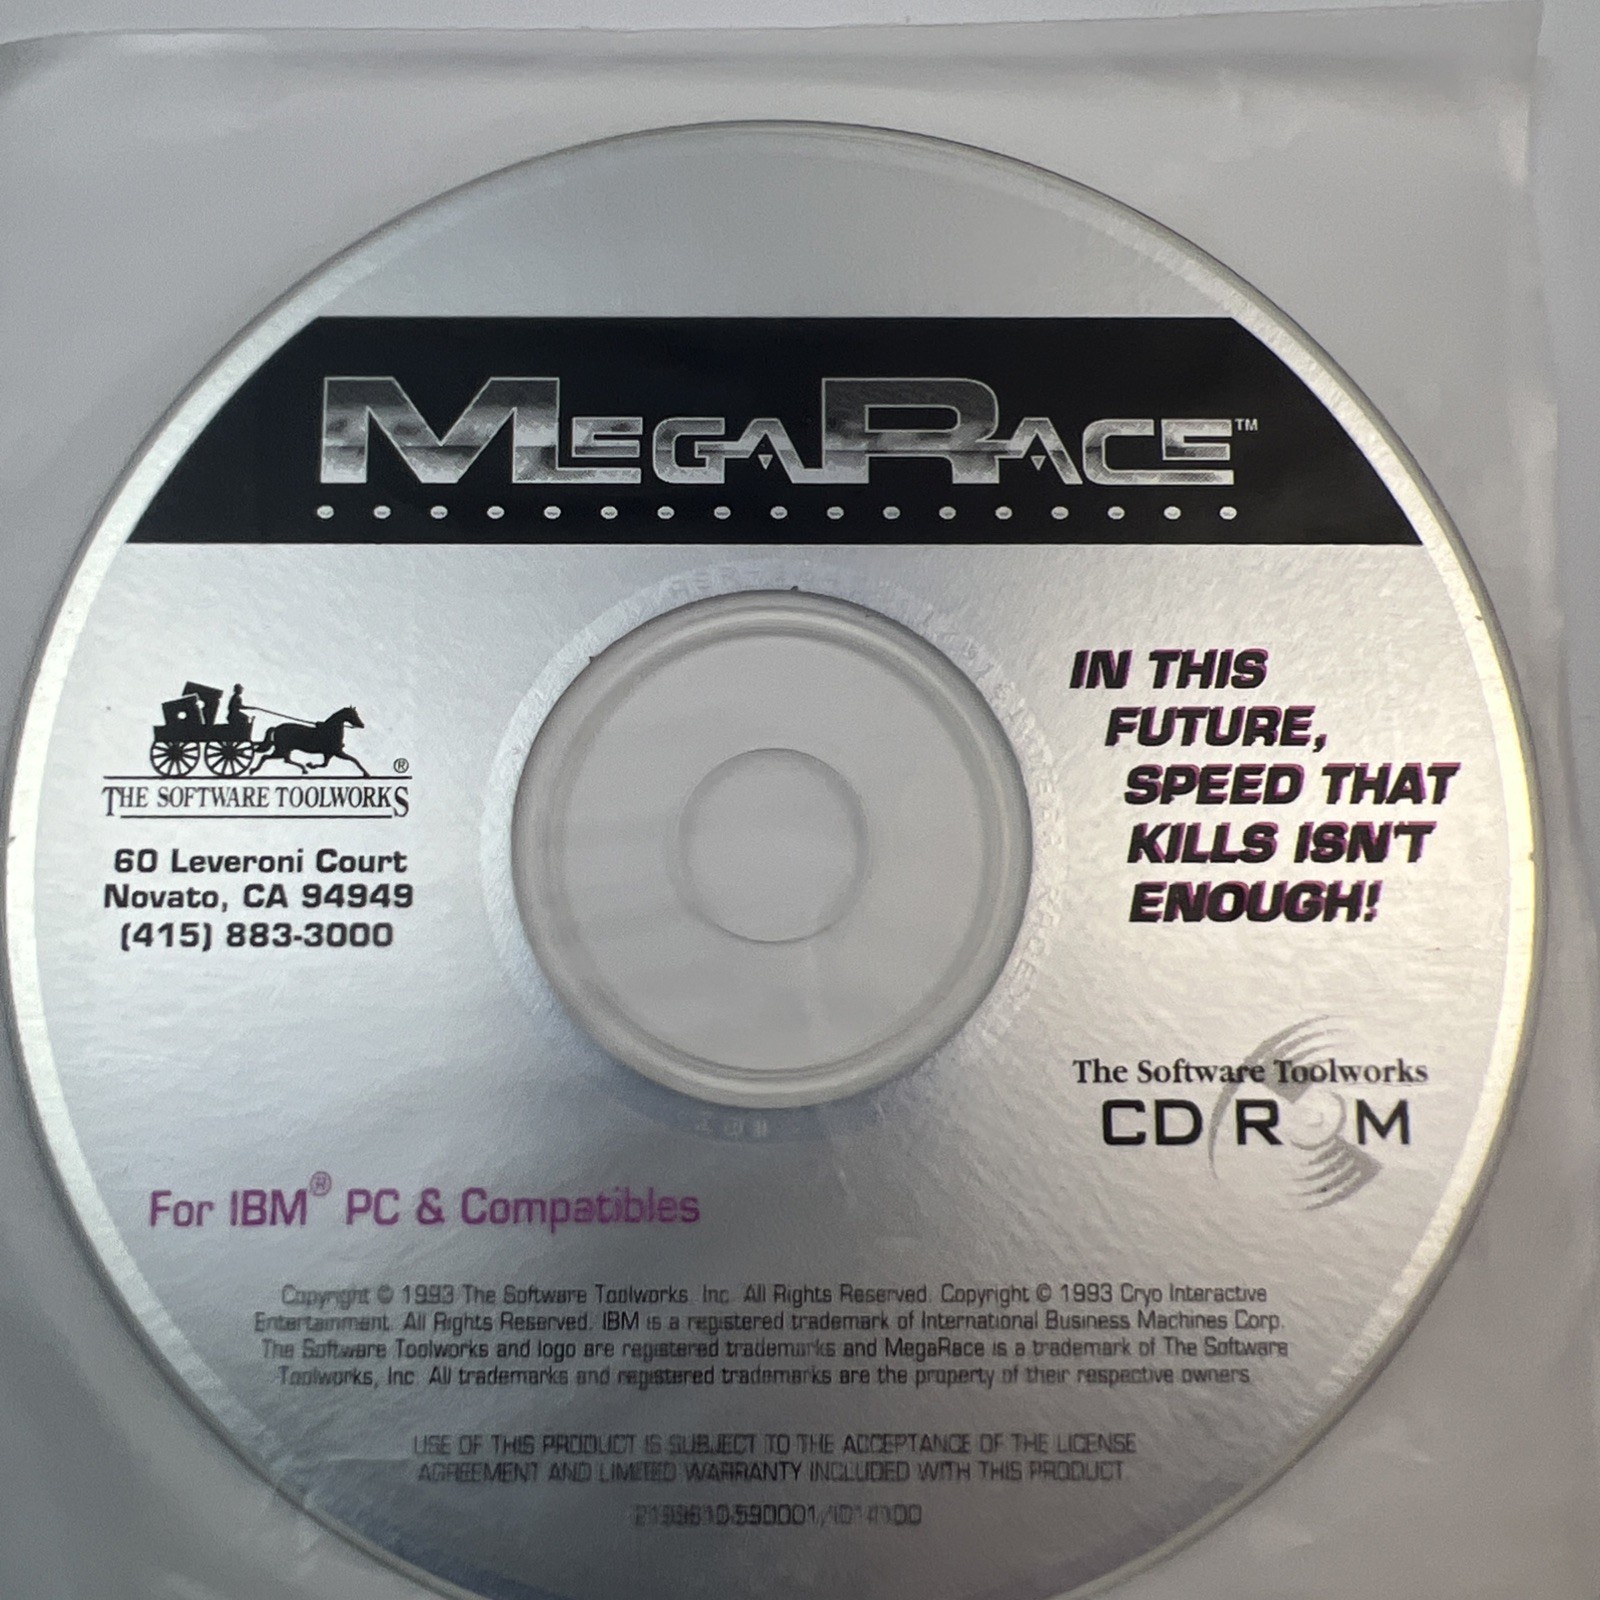 MEGARACE™
THE SOFTWARE TOOLWORKS®
60 Leveroni Court
Novato, CA 94949
(415) 883-3000
IN THIS
FUTURE,
SPEED THAT
KILLS ISN'T
ENOUGH!
The Software Toolworks
CD ROM
For IBM® PC & Compatibles
Copyright © 1993 The Software Toolworks, Inc. All Rights Reserved. Copyright © 1993 Cryo Interactive
Entertainment. All Rights Reserved. IBM is a registered trademark of International Business Machines Corp.
The Software Toolworks and logo are registered trademarks and MegaRace is a trademark of The Software
Toolworks, Inc. All trademarks and registered trademarks are the property of their respective owners.
USE OF THIS PRODUCT IS SUBJECT TO THE ACCEPTANCE OF THE LICENSE
AGREEMENT AND LIMITED WARRANTY INCLUDED WITH THIS PRODUCT.